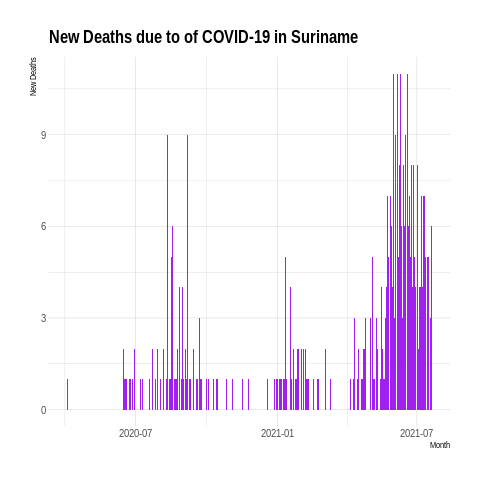 New Deaths due to of COVID-19 in Suriname
New Deaths
9
6
3
0
2020-07 2021-01 2021-07
Month